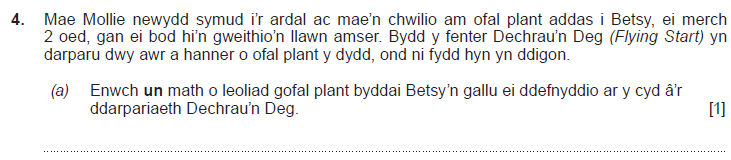 4. Mae Mollie newydd symud i'r ardal ac mae'n chwilio am ofal plant addas i Betsy, ei merch
2 oed, gan ei bod hi'n gweithio'n llawn amser. Bydd y fenter Dechrau'n Deg (Flying Start) yn
darparu dwy awr a hanner o ofal plant y dydd, ond ni fydd hyn yn ddigon.
(a) Enwch un math o leoliad gofal plant byddai Betsy'n gallu ei ddefnyddio ar y cyd â'r
ddarpariaeth Dechrau'n Deg. [1]